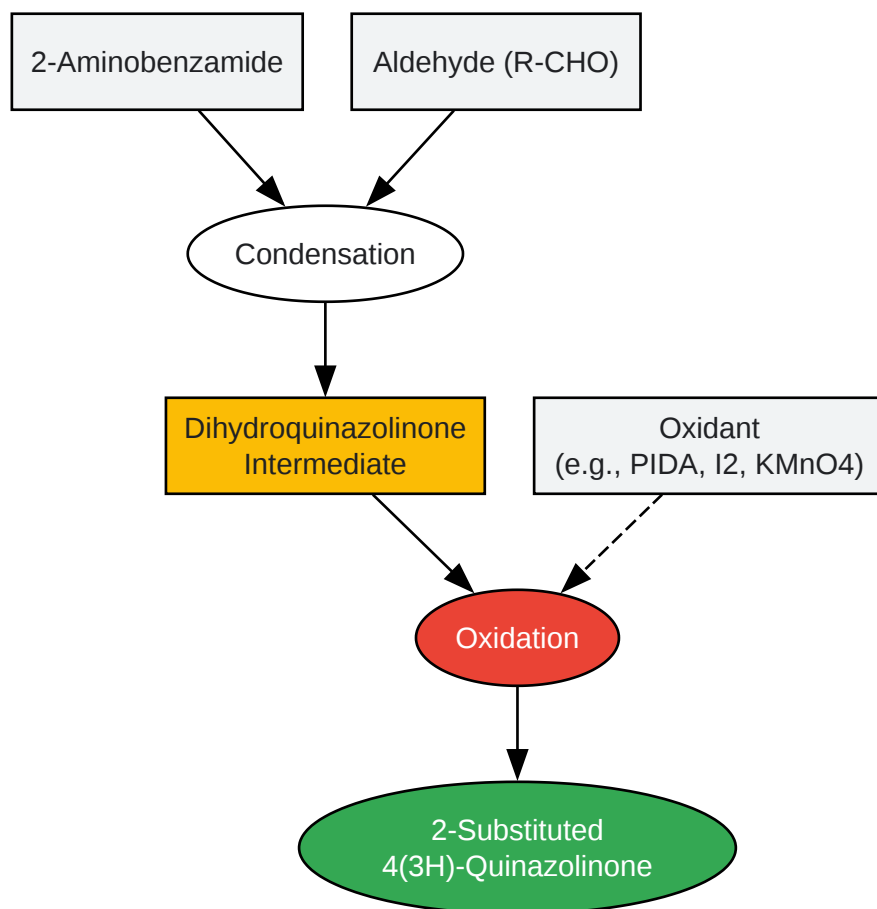 2-Aminobenzamide
Aldehyde (R-CHO)
Condensation
Dihydroquinazolinone
Intermediate
Oxidant
(e.g., PIDA, I2, KMnO4)
Oxidation
2-Substituted
4(3H)-Quinazolinone